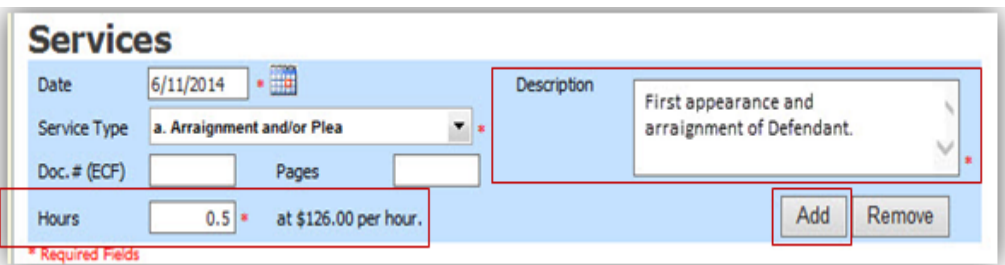 Services
Date 6/11/2014 * Description First appearance and
arraignment of Defendant.
Service Type a. Arraignment and/or Plea * *
Doc. # (ECF) Pages
Hours 0.5 * at $126.00 per hour. Add Remove
* Required Fields